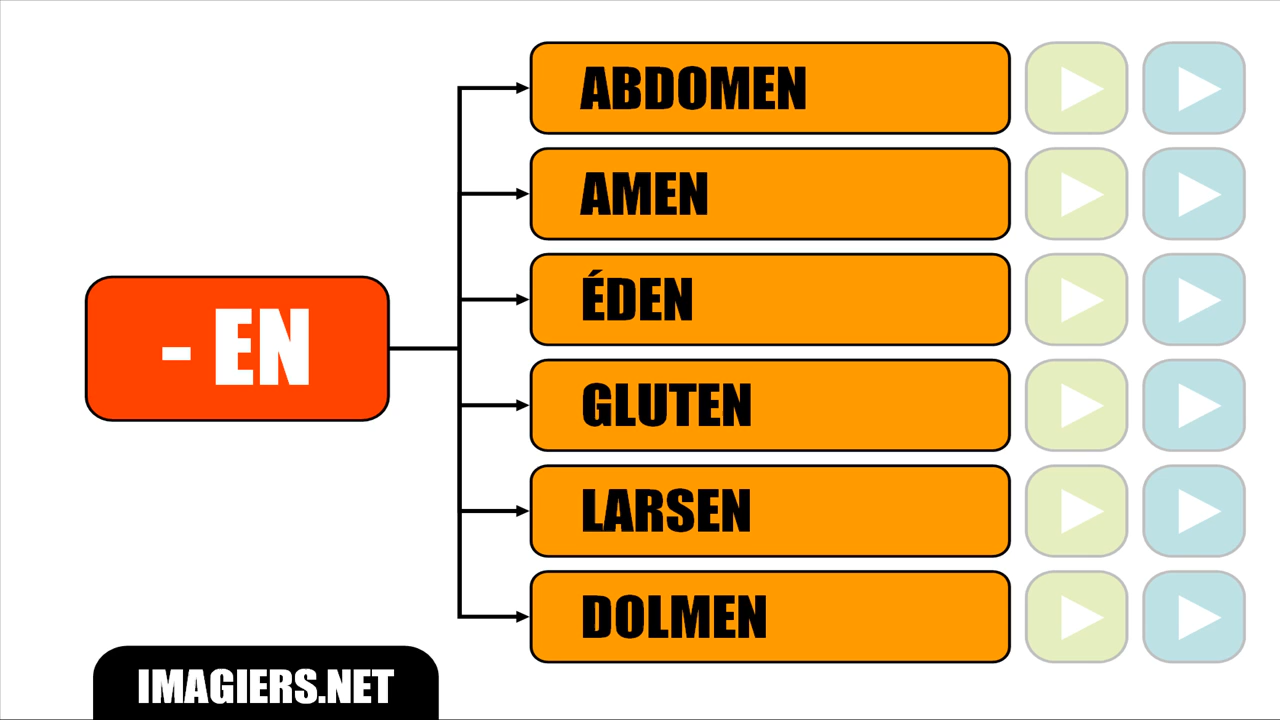 ABDOMEN
AMEN
ÉDEN
- EN
GLUTEN
LARSEN
DOLMEN
IMAGIERS.NET